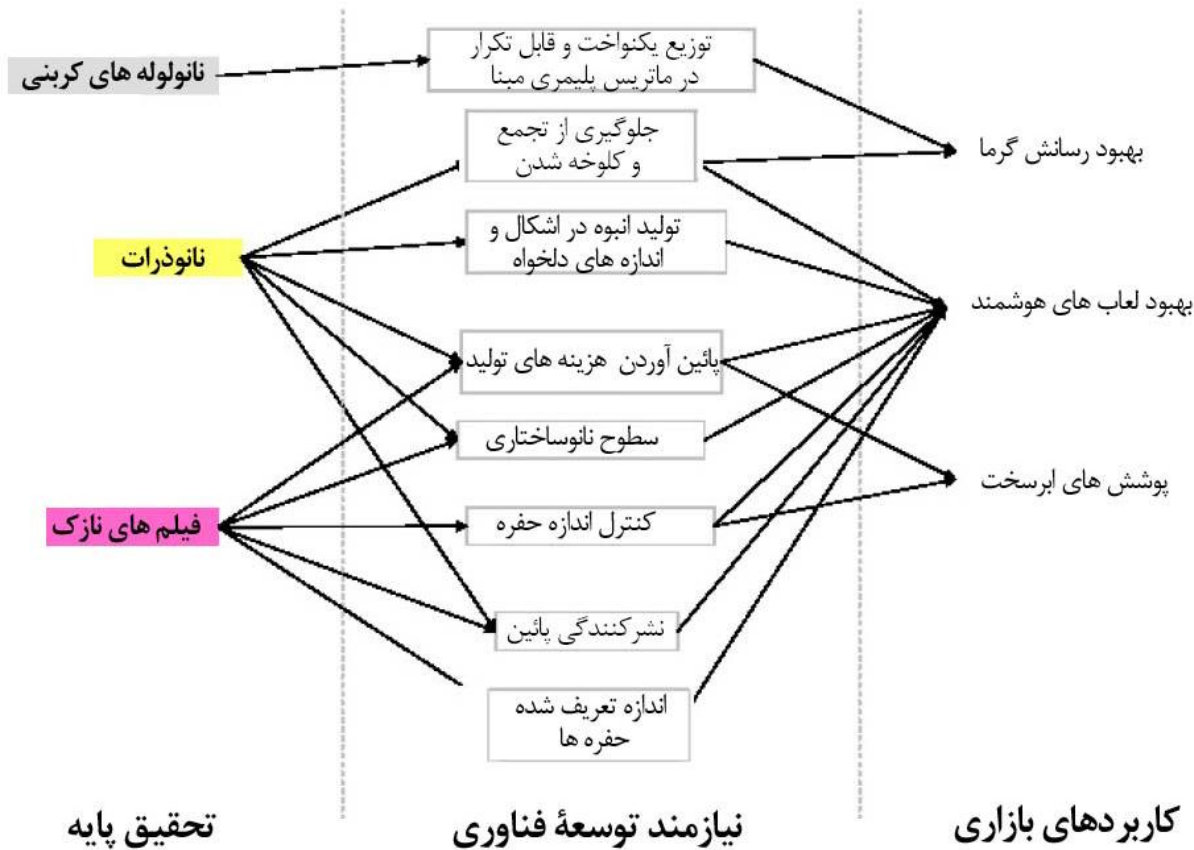 نانولوله های کربنی
نانوذرات
فیلم های نازک
توزیع یکنواخت و قابل تکرار
در ماتریس پلیمری مبنا
جلوگیری از تجمع
و کلوخه شدن
تولید انبوه در اشکال و
اندازه های دلخواه
پائین آوردن هزینه های تولید
سطوح نانوساختاری
کنترل اندازه حفره
نشرکنندگی پائین
اندازه تعریف شده
حفره ها
بهبود رسانش گرما
بهبود لعاب های هوشمند
پوشش های ابرسخت
تحقیق پایه
نیازمند توسعۀ فناوری
کاربردهای بازاری